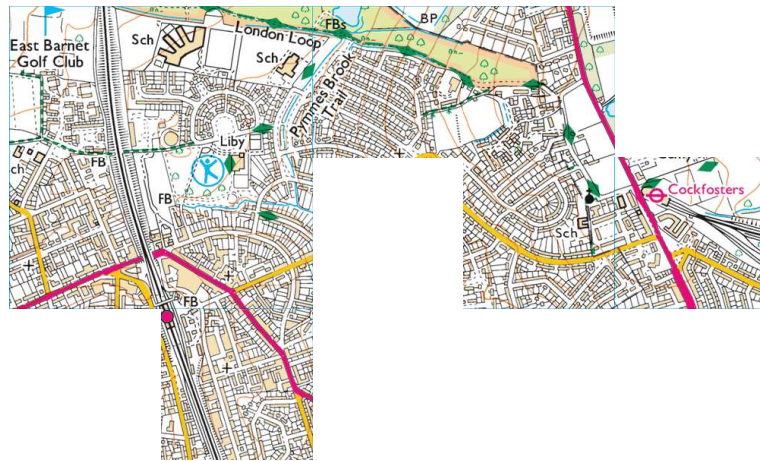 FBs
BP
London Loop
Sch
East Barnet
Golf Club
Sch
Pymmes Brook
Trail
Liby
FB
FB
Cockfosters
Sch
FB